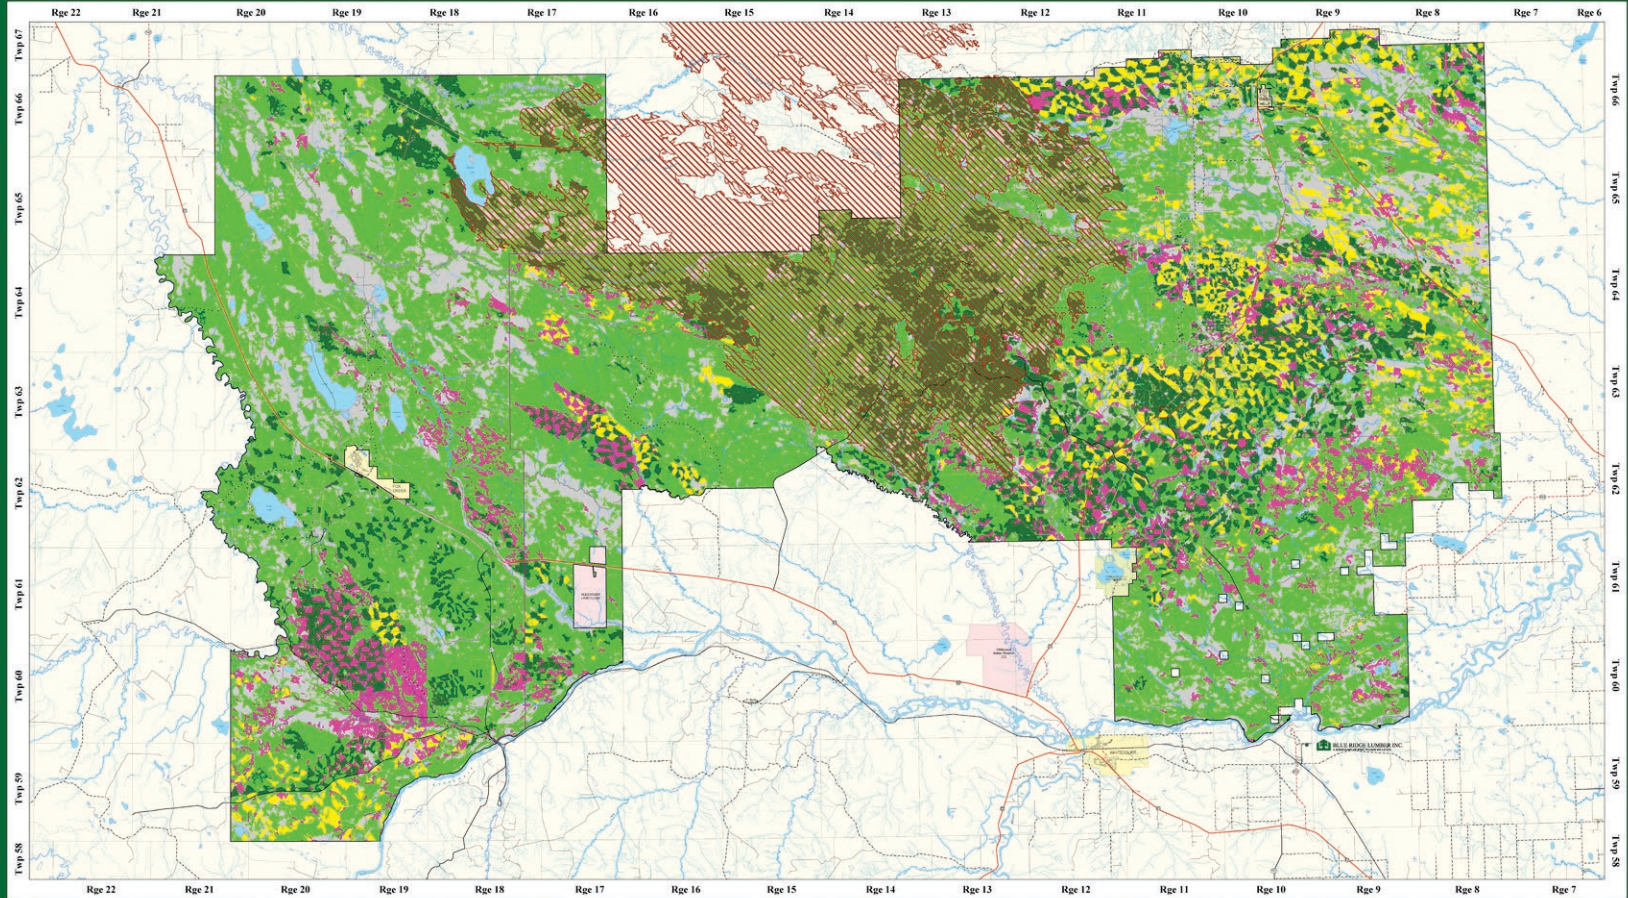 Rge 22
Rge 21
Rge 20
Rge 19
Rge 18
Rge 17
Rge 16
Rge 15
Rge 14
Rge 13
Rge 12
Rge 11
Rge 10
Rge 9
Rge 8
Rge 7
Rge 6
Twp 67
Twp 66
Twp 65
Twp 64
Twp 63
Twp 62
Twp 61
Twp 60
Twp 59
Twp 58
FOX
CREEK
WHITECOURT
BLUE RIDGE LUMBER INC.
Twp 66
Twp 65
Twp 64
Twp 63
Twp 62
Twp 61
Twp 60
Twp 59
Twp 58
Rge 22
Rge 21
Rge 20
Rge 19
Rge 18
Rge 17
Rge 16
Rge 15
Rge 14
Rge 13
Rge 12
Rge 11
Rge 10
Rge 9
Rge 8
Rge 7